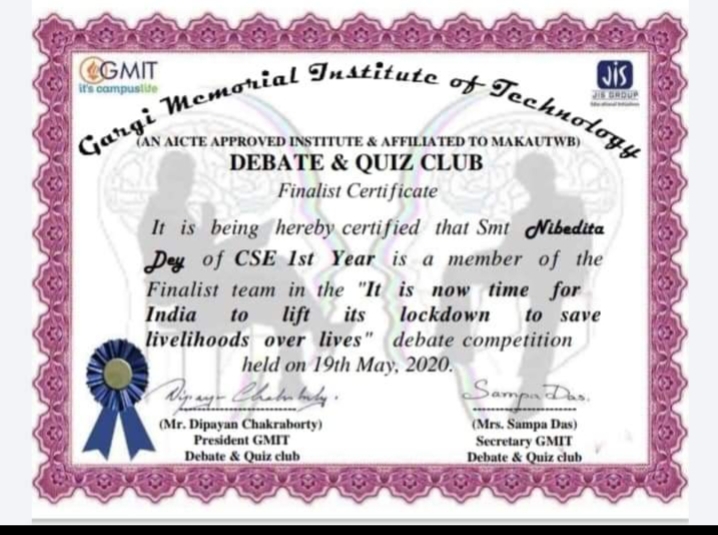 GMIT
it's campuslife
JIS
JIS GROUP
Educational Initiatives
Gargi Memorial Institute of Technology
(AN AICTE APPROVED INSTITUTE & AFFILIATED TO MAKAUTWB)
DEBATE & QUIZ CLUB
Finalist Certificate
It is being hereby certified that Smt Nibedita
Dey of CSE 1st Year is a member of the
Finalist team in the "It is now time for
India to lift its lockdown to save
livelihoods over lives" debate competition
held on 19th May, 2020.
Dipayan Chakraborty. Sampa Das.
(Mr. Dipayan Chakraborty) (Mrs. Sampa Das)
President GMIT Secretary GMIT
Debate & Quiz club Debate & Quiz club